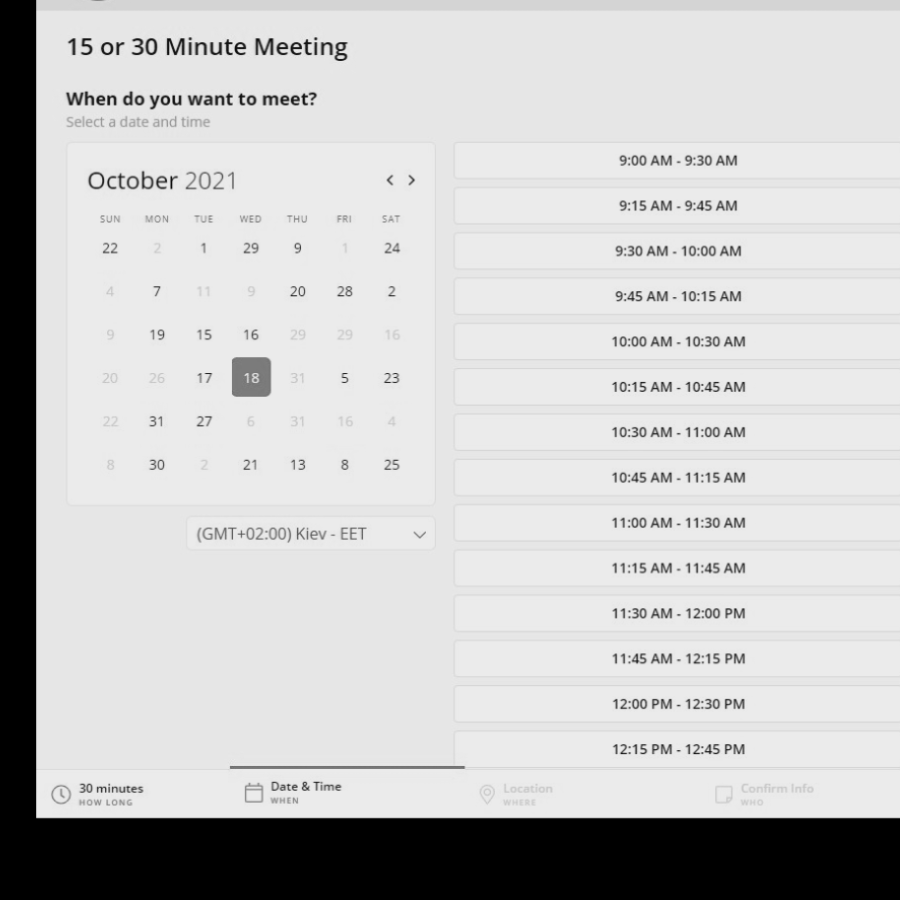 15 or 30 Minute Meeting
When do you want to meet?
Select a date and time
October 2021
SUN MON TUE WED THU FRI SAT
22 2 1 29 9 1 24
4 7 11 9 20 28 2
9 19 15 16 29 29 16
20 26 17 18 31 5 23
22 31 27 6 31 16 4
8 30 2 21 13 8 25
(GMT+02:00) Kiev - EET
9:00 AM - 9:30 AM
9:15 AM - 9:45 AM
9:30 AM - 10:00 AM
9:45 AM - 10:15 AM
10:00 AM - 10:30 AM
10:15 AM - 10:45 AM
10:30 AM - 11:00 AM
10:45 AM - 11:15 AM
11:00 AM - 11:30 AM
11:15 AM - 11:45 AM
11:30 AM - 12:00 PM
11:45 AM - 12:15 PM
12:00 PM - 12:30 PM
12:15 PM - 12:45 PM
30 minutes
HOW LONG
Date & Time
WHEN
Location
WHERE
Confirm Info
WHO